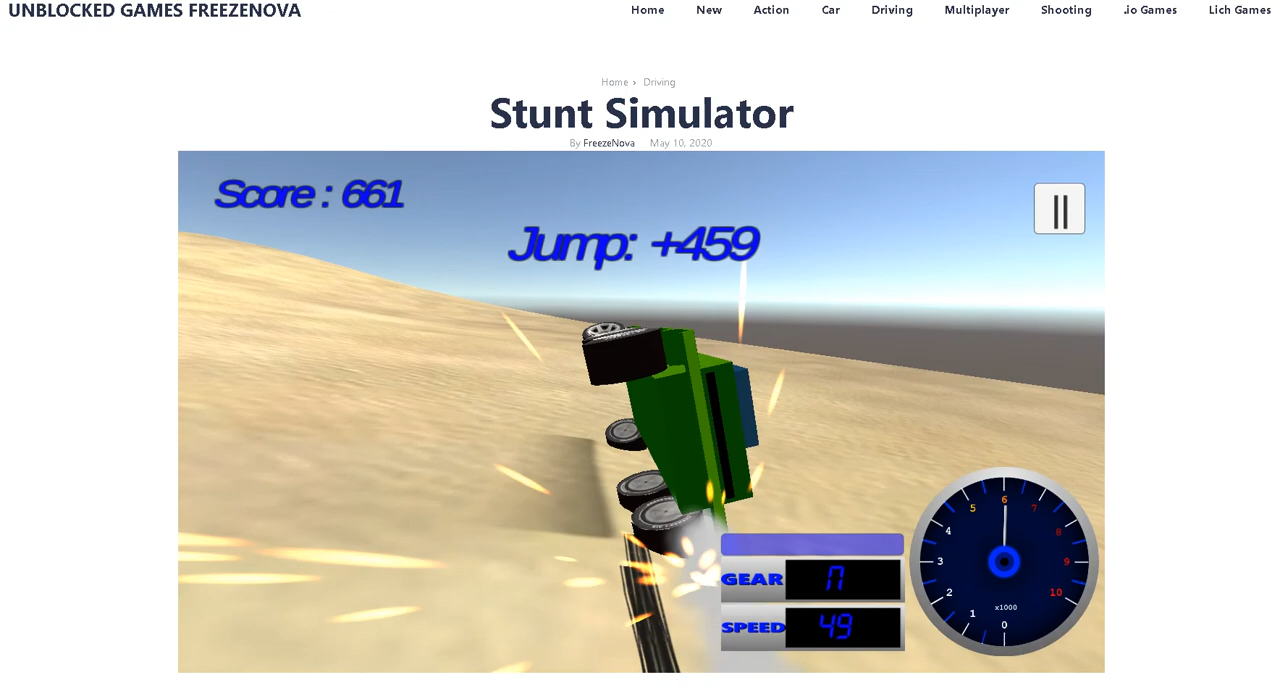 UNBLOCKED GAMES FREEZENOVA
Home New Action Car Driving Multiplayer Shooting .io Games Lich Games
Home › Driving
Stunt Simulator
By FreezeNova May 10, 2020
Score : 661
Jump: +459
GEAR n
SPEED 49
0 1 2 3 4 5 6 7 8 9 10
x1000